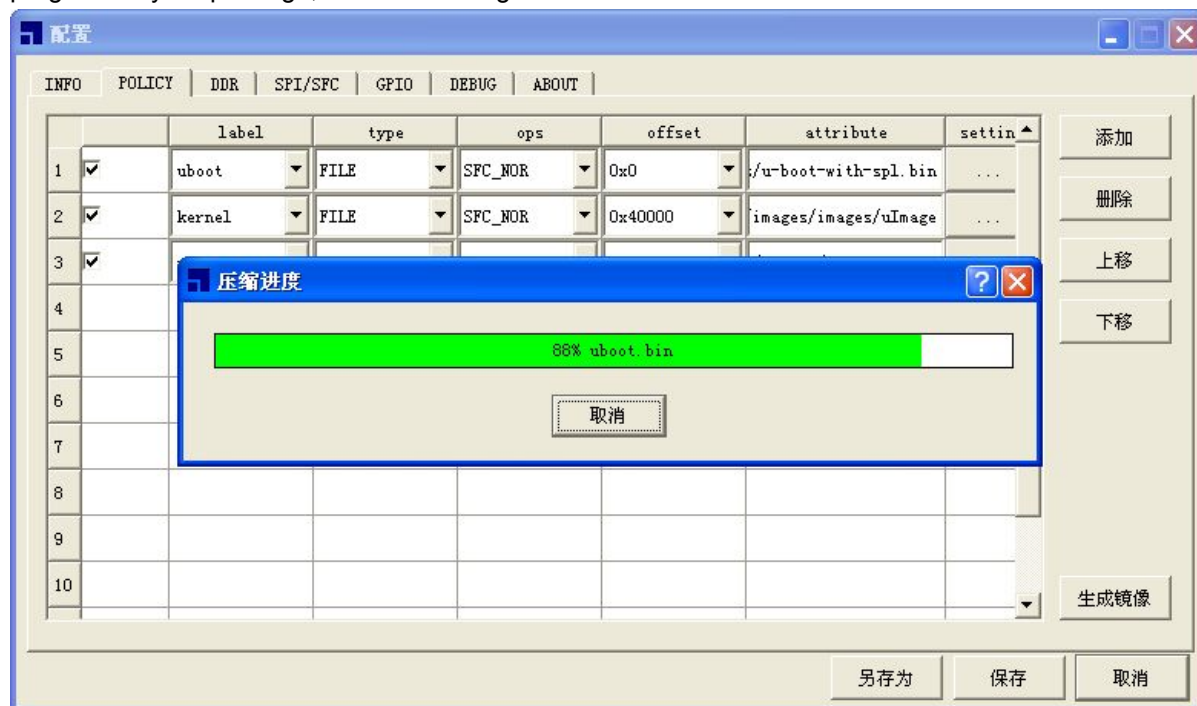 配置
INFO POLICY DDR SPI/SFC GPIO DEBUG ABOUT
label type ops offset attribute settin
1 uboot FILE SFC_NOR 0x0 :/u-boot-with-spl.bin ...
2 kernel FILE SFC_NOR 0x40000 images/images/uImage ...
3
4
5
6
7
8
9
10
添加
册除
上移
下移
压缩进度
88% uboot.bin
取消
生成镜像
另存为 保存 取消